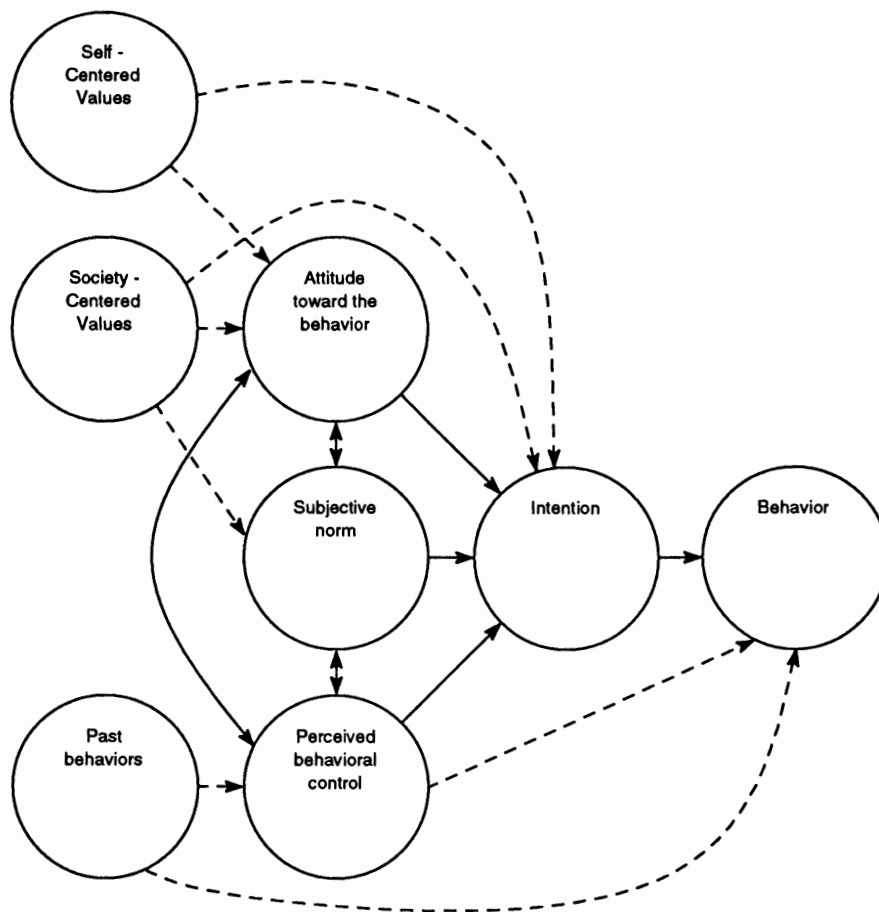 Self -
Centered
Values
Society -
Centered
Values
Attitude
toward the
behavior
Subjective
norm
Intention
Behavior
Past
behaviors
Perceived
behavioral
control